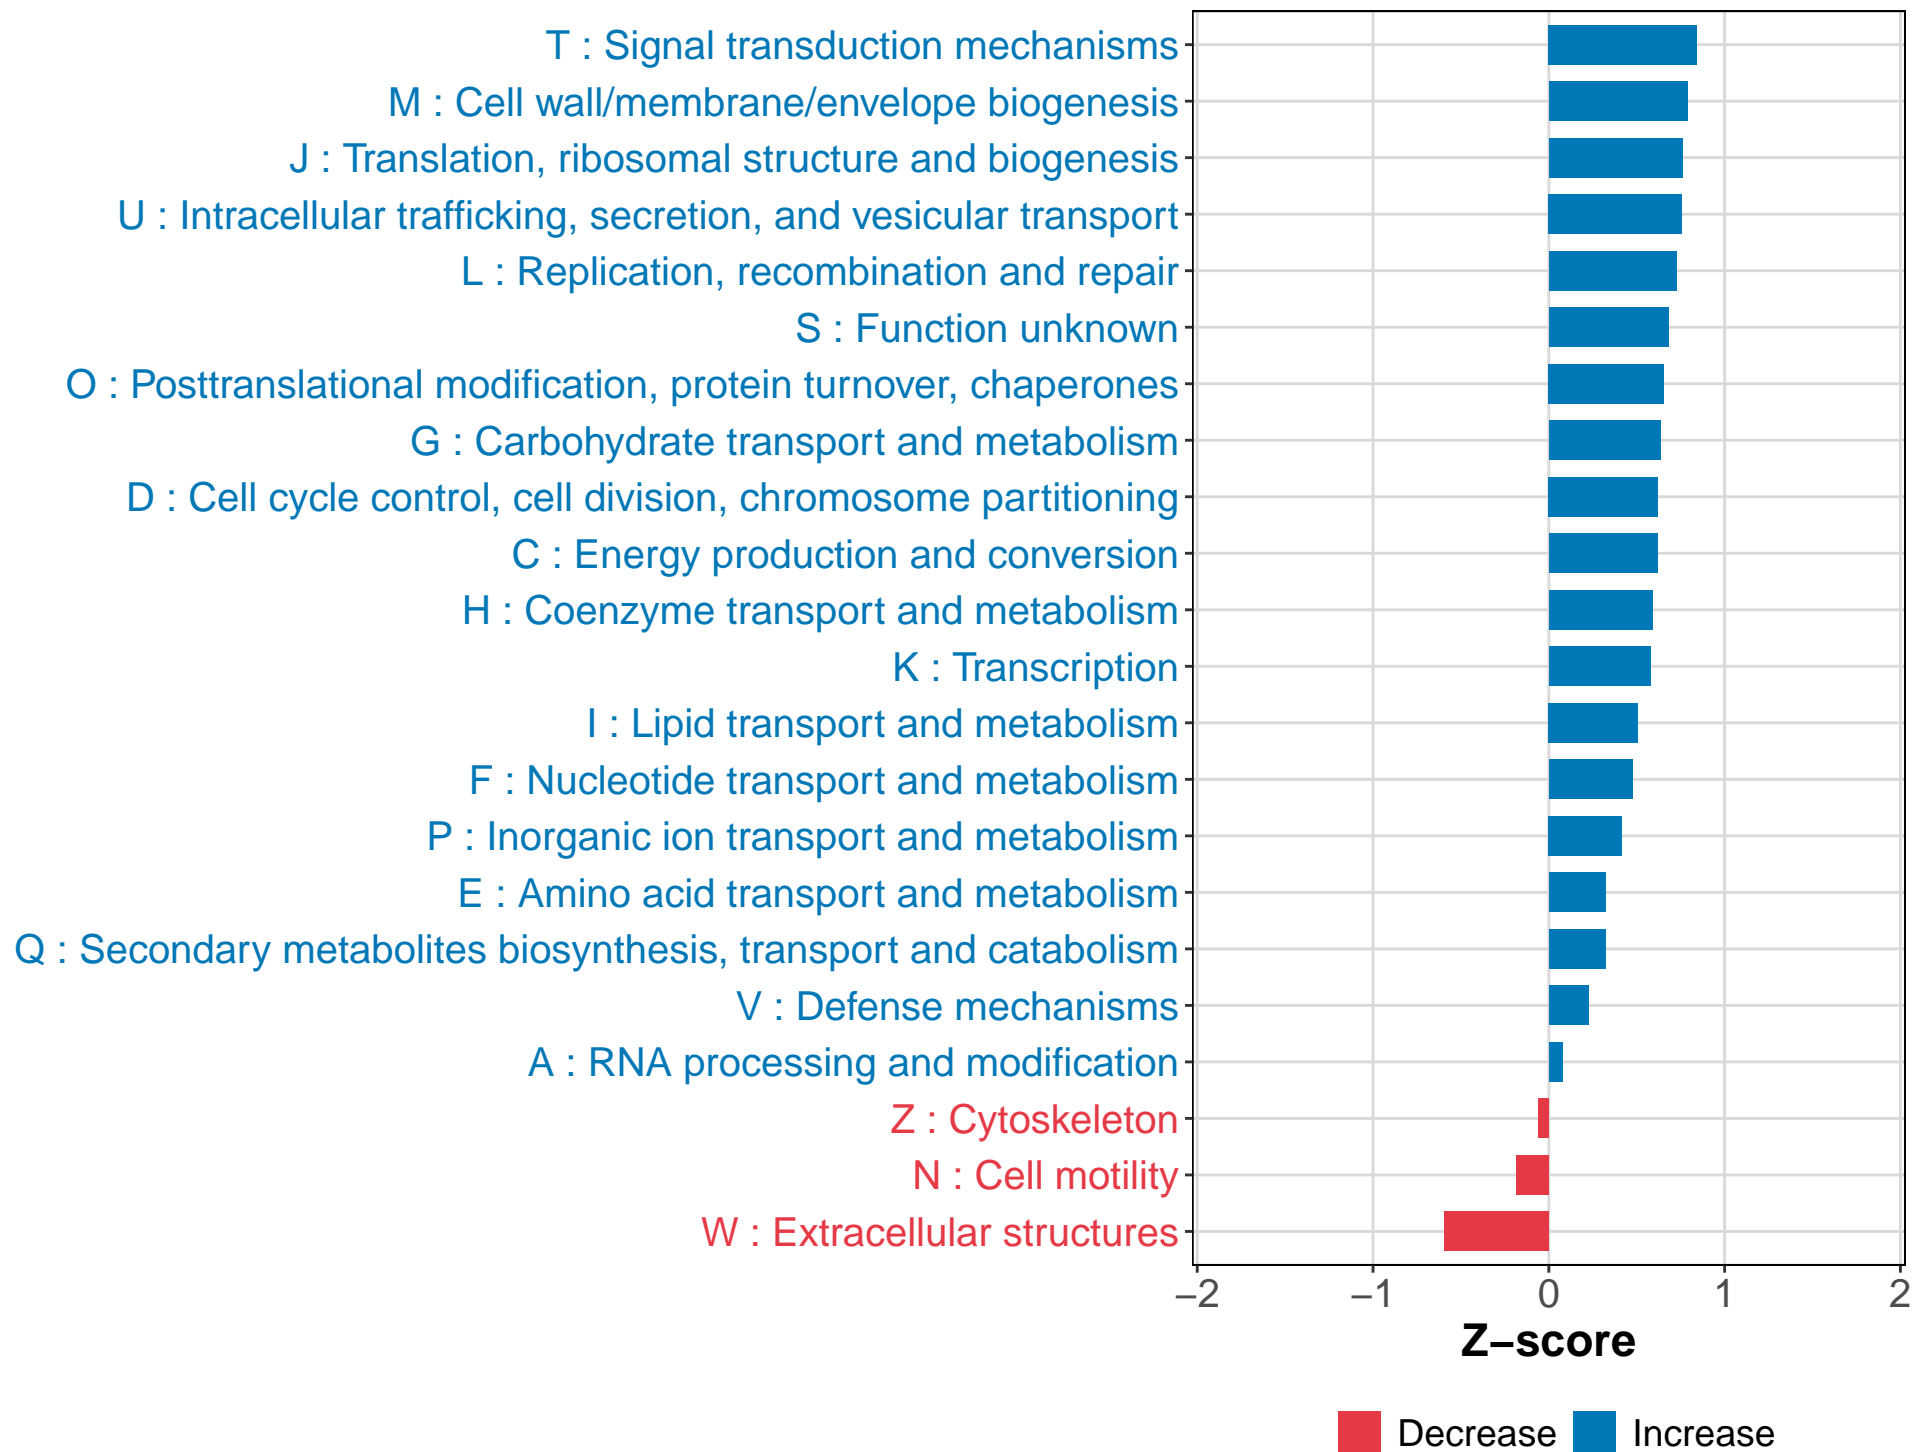 T : Signal transduction mechanisms
M : Cell wall/membrane/envelope biogenesis
J : Translation, ribosomal structure and biogenesis
U : Intracellular trafficking, secretion, and vesicular transport
L : Replication, recombination and repair
S : Function unknown
O : Posttranslational modification, protein turnover, chaperones
G : Carbohydrate transport and metabolism
D : Cell cycle control, cell division, chromosome partitioning
C : Energy production and conversion
H : Coenzyme transport and metabolism
K : Transcription
I : Lipid transport and metabolism
F : Nucleotide transport and metabolism
P : Inorganic ion transport and metabolism
E : Amino acid transport and metabolism
Q : Secondary metabolites biosynthesis, transport and catabolism
V : Defense mechanisms
A : RNA processing and modification
Z : Cytoskeleton
N : Cell motility
W : Extracellular structures
−2 −1 0 1 2
Z−score
Decrease Increase